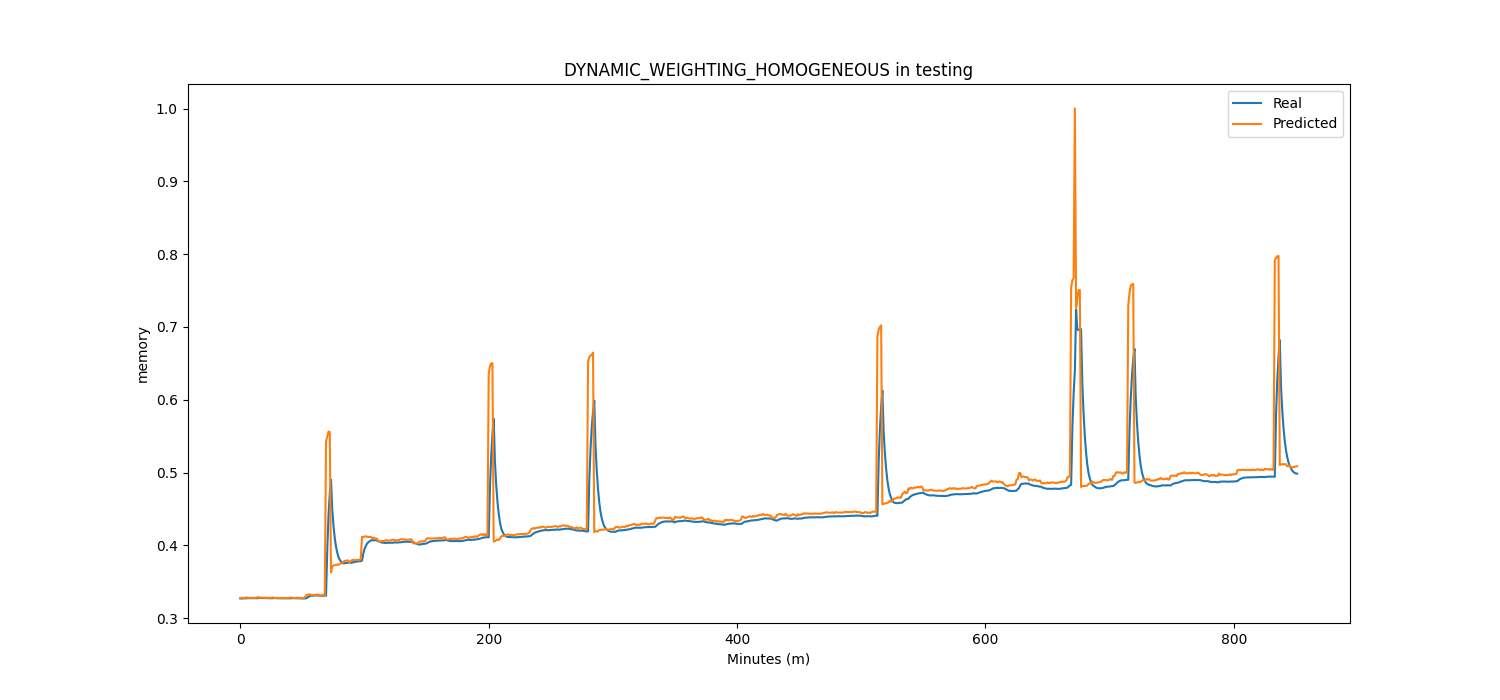 DYNAMIC_WEIGHTING_HOMOGENEOUS in testing
Real
Predicted
memory
1.0
0.9
0.8
0.7
0.6
0.5
0.4
0.3
0
200
400
600
800
Minutes (m)